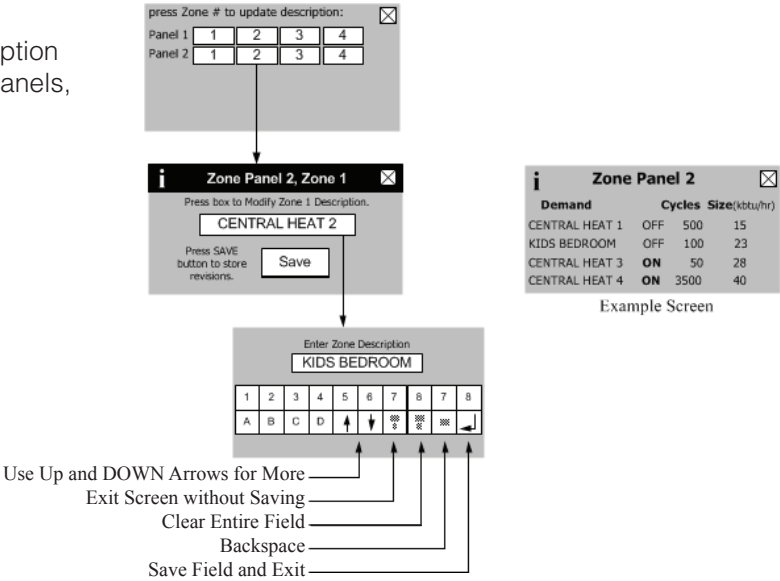 press Zone # to update description:
Panel 1 1 2 3 4
Panel 2 1 2 3 4
ption
anels,
i Zone Panel 2, Zone 1
Press box to Modify Zone 1 Description.
CENTRAL HEAT 2
Press SAVE
button to store
revisions.
Save
i Zone Panel 2
Demand Cycles Size(kbtu/hr)
CENTRAL HEAT 1 OFF 500 15
KIDS BEDROOM OFF 100 23
CENTRAL HEAT 3 ON 50 28
CENTRAL HEAT 4 ON 3500 40
Example Screen
Enter Zone Description
KIDS BEDROOM
1 2 3 4 5 6 7 8 7 8
A B C D
Use Up and DOWN Arrows for More
Exit Screen without Saving
Clear Entire Field
Backspace
Save Field and Exit